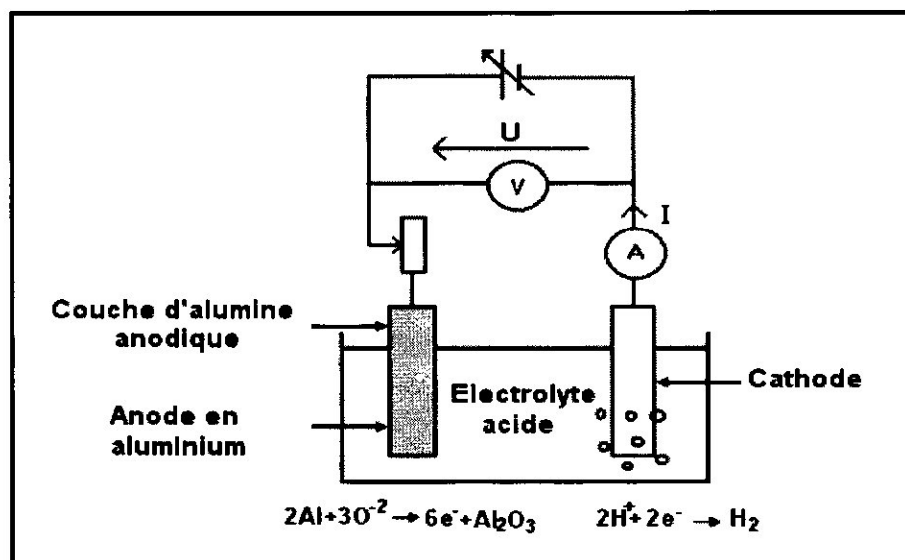 U
V
I
A
Couche d'alumine
anodique
Electrolyte
acide
Cathode
Anode en
aluminium
2Al+3O⁻² → 6e⁻+Al₂O₃
2H⁺+2e⁻ → H₂